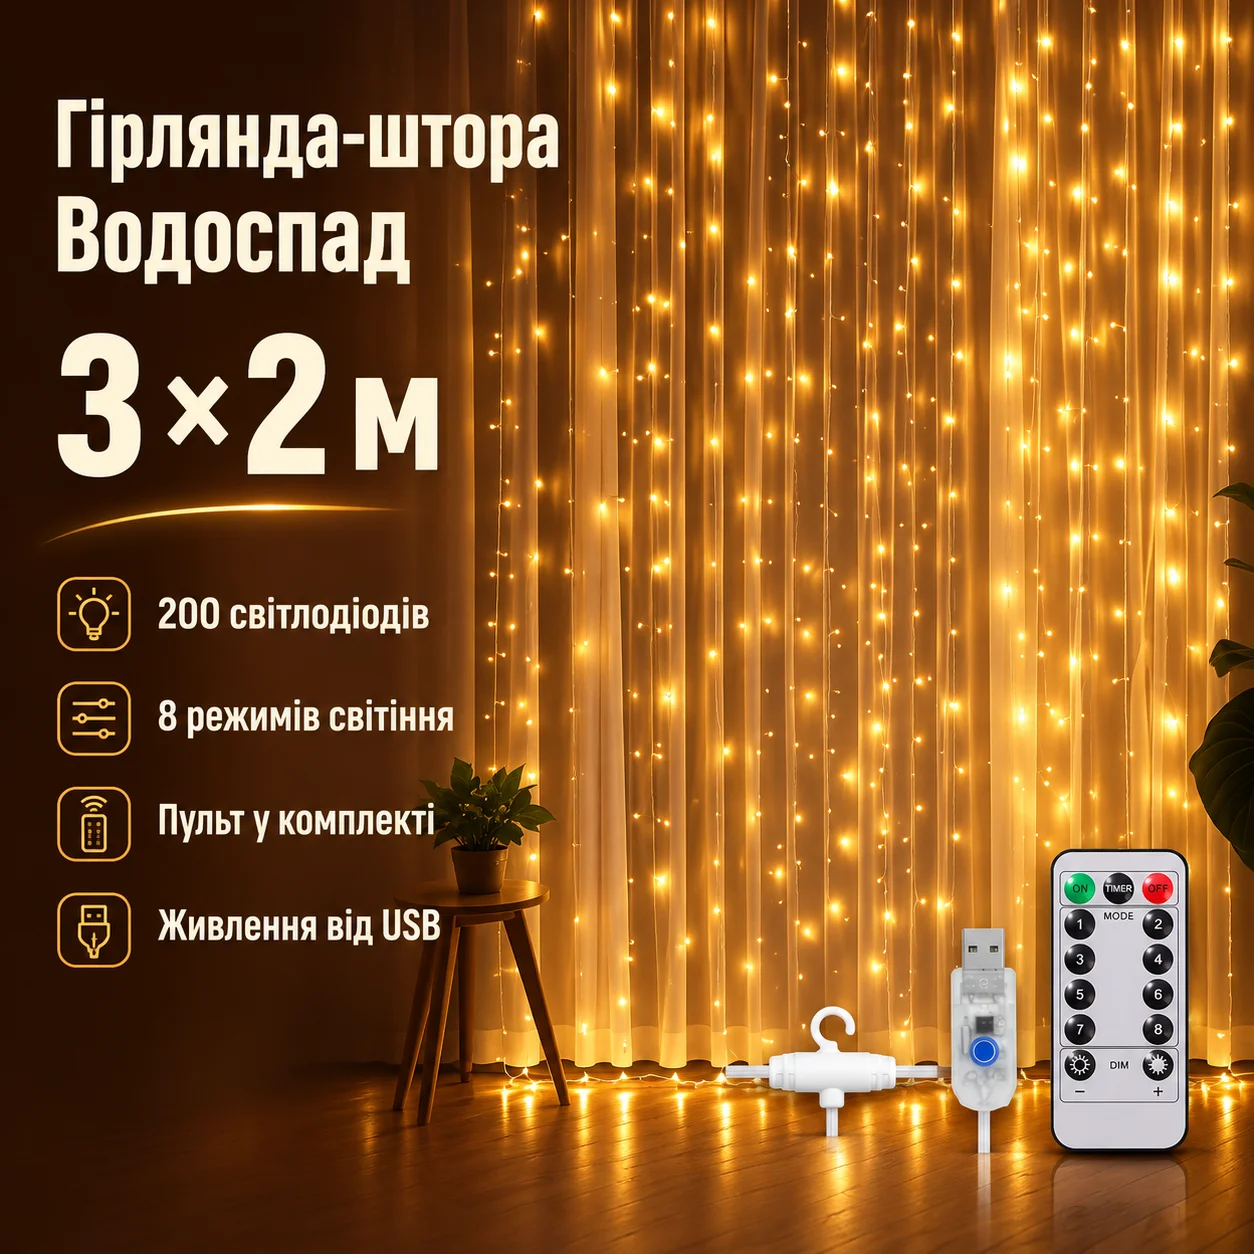 Гірлянда-штора
Водоспад
3×2 м
200 світлодіодів
8 режимів світіння
Пульт у комплекті
Живлення від USB
ON TIMER OFF
MODE
1 2
3 4
5 6
7 8
DIM
− +